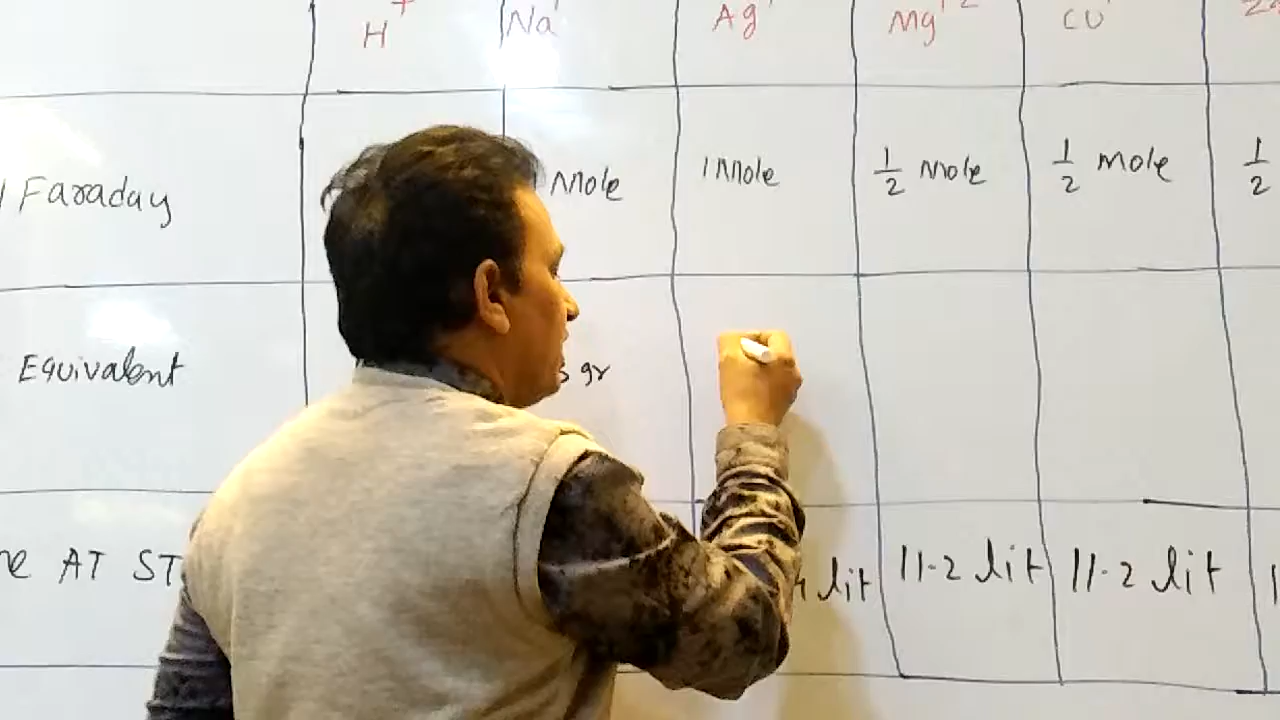 H+ Na+ Ag+ Mg+2 Cu+
Faraday Mole 1 Mole 1/2 Mole 1/2 Mole 1/2
Equivalent gr
AT lit 11.2 lit 11.2 lit